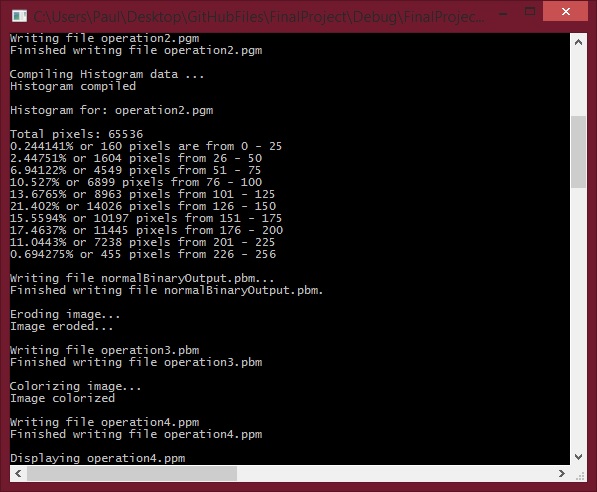 C:\Users\Paul\Desktop\GitHubFiles\FinalProject\Debug\FinalProjec...
Writing file operation2.pgm
Finished writing file operation2.pgm
Compiling Histogram data ...
Histogram compiled
Histogram for: operation2.pgm
Total pixels: 65536
0.244141% or 160 pixels are from 0 - 25
2.44751% or 1604 pixels from 26 - 50
6.94122% or 4549 pixels from 51 - 75
10.527% or 6899 pixels from 76 - 100
13.6765% or 8963 pixels from 101 - 125
21.402% or 14026 pixels from 126 - 150
15.5594% or 10197 pixels from 151 - 175
17.4637% or 11445 pixels from 176 - 200
11.0443% or 7238 pixels from 201 - 225
0.694275% or 455 pixels from 226 - 256
Writing file normalBinaryOutput.pbm...
Finished writing file normalBinaryOutput.pbm.
Eroding image...
Image eroded...
Writing file operation3.pbm
Finished writing file operation3.pbm
Colorizing image...
Image colorized
Writing file operation4.ppm
Finished writing file operation4.ppm
Displaying operation4.ppm